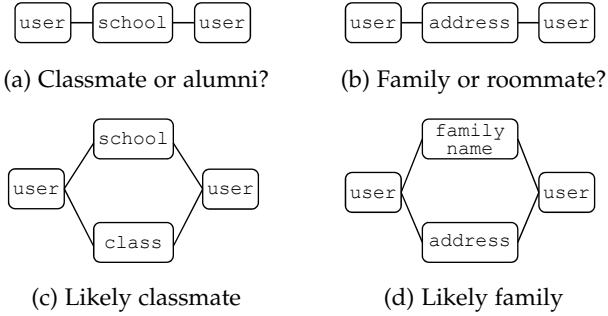 user school user
user address user
(a) Classmate or alumni?
(b) Family or roommate?
school
user
user
class
family
name
user
user
address
(c) Likely classmate
(d) Likely family